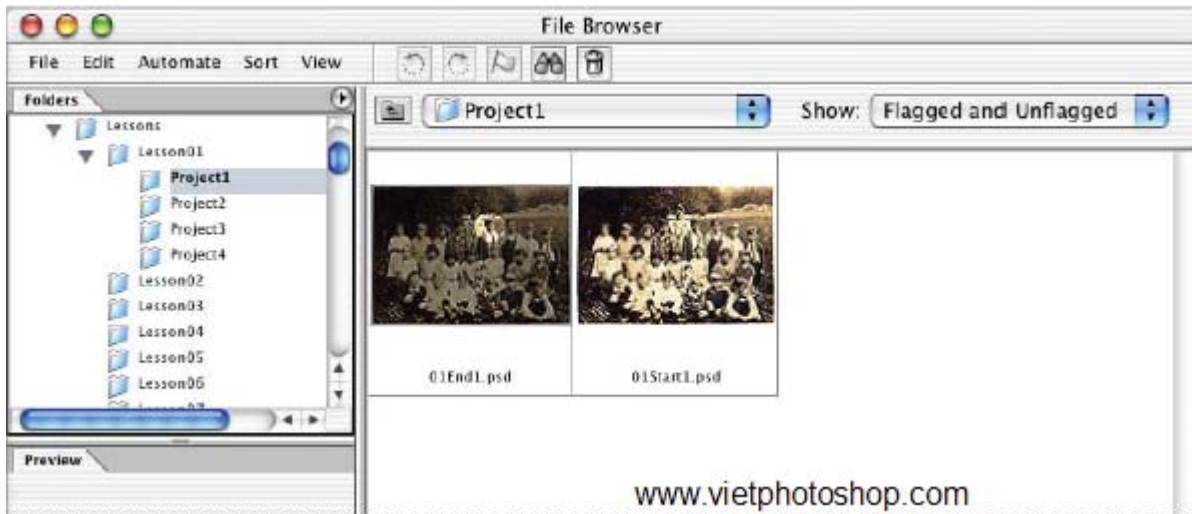 File Browser
File Edit Automate Sort View
Folders
Project1
Show: Flagged and Unflagged
Lessons
Lesson01
Project1
Project2
Project3
Project4
Lesson02
Lesson03
Lesson04
Lesson05
Lesson06
01End1.psd
01Start1.psd
Preview
www.vietphotoshop.com